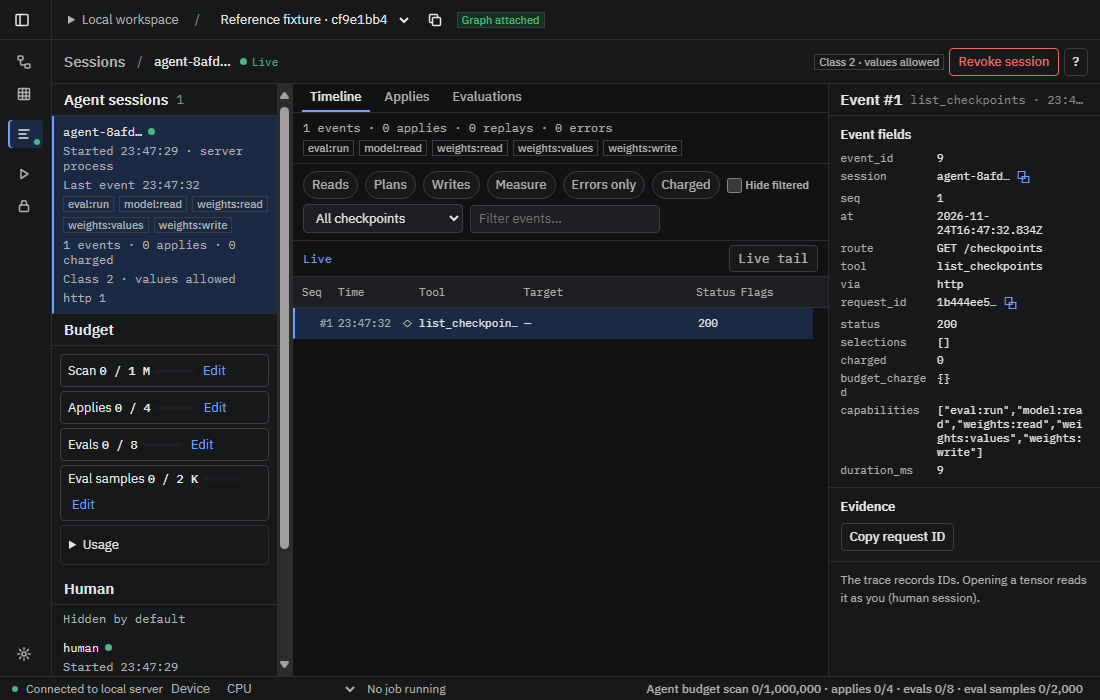 Local workspace / Reference fixture · cf9e1bb4 Graph attached
Sessions / agent-8afd… Live Class 2 · values allowed Revoke session ?
Agent sessions 1
agent-8afd…
Started 23:47:29 · server
process
Last event 23:47:32
eval:run model:read weights:read
weights:values weights:write
1 events · 0 applies · 0
charged
Class 2 · values allowed
http 1
Budget
Scan 0 / 1 M Edit
Applies 0 / 4 Edit
Evals 0 / 8 Edit
Eval samples 0 / 2 K
Edit
Usage
Human
Hidden by default
human
Started 23:47:29
Timeline Applies Evaluations
1 events · 0 applies · 0 replays · 0 errors
eval:run model:read weights:read weights:values weights:write
Reads Plans Writes Measure Errors only Charged Hide filtered
All checkpoints Filter events…
Live Live tail
Seq Time Tool Target Status Flags
#1 23:47:32 ◇ list_checkpoin… — 200
Event #1 list_checkpoints · 23:4…
Event fields
event_id 9
session agent-8afd…
seq 1
at 2026-11-
24T16:47:32.834Z
route GET /checkpoints
tool list_checkpoints
via http
request_id 1b444ee5…
status 200
selections []
charged 0
budget_charge {}
d
capabilities ["eval:run","model:rea
d","weights:read","wei
ghts:values","weights:
write"]
duration_ms 9
Evidence
Copy request ID
The trace records IDs. Opening a tensor reads
it as you (human session).
Connected to local server Device CPU No job running Agent budget scan 0/1,000,000 · applies 0/4 · evals 0/8 · eval samples 0/2,000